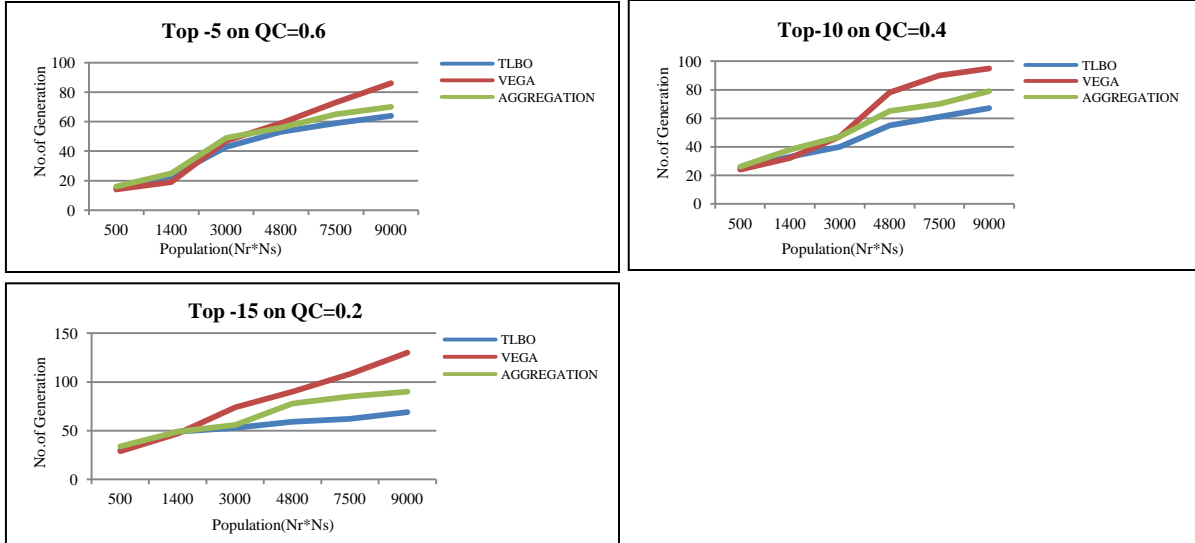 Top -5 on QC=0.6
100
80
60
40
20
0
No.of Generation
500 1400 3000 4800 7500 9000
Population(Nr*Ns)
TLBO
VEGA
AGGREGATION
Top-10 on QC=0.4
100
80
60
40
20
0
No.of Generation
500 1400 3000 4800 7500 9000
Population(Nr*Ns)
TLBO
VEGA
AGGREGATION
Top -15 on QC=0.2
150
100
50
0
No.of Generation
500 1400 3000 4800 7500 9000
Population(Nr*Ns)
TLBO
VEGA
AGGREGATION